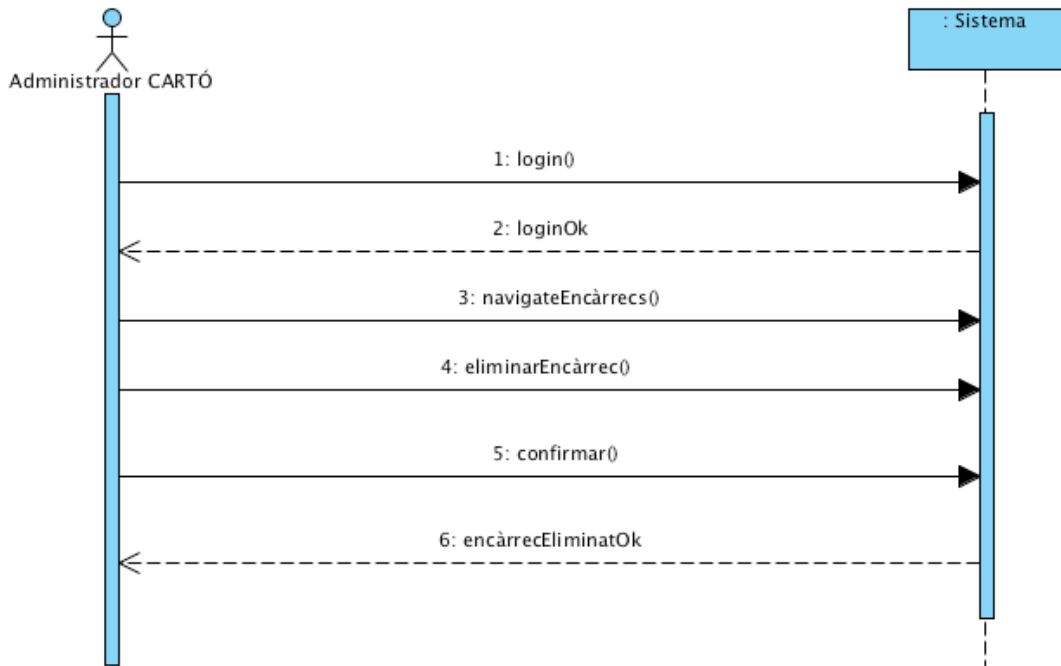 : Sistema
Administrador CARTÓ
1: login()
2: loginOk
3: navigateEncàrrecs()
4: eliminarEncàrrec()
5: confirmar()
6: encàrrecEliminatOk